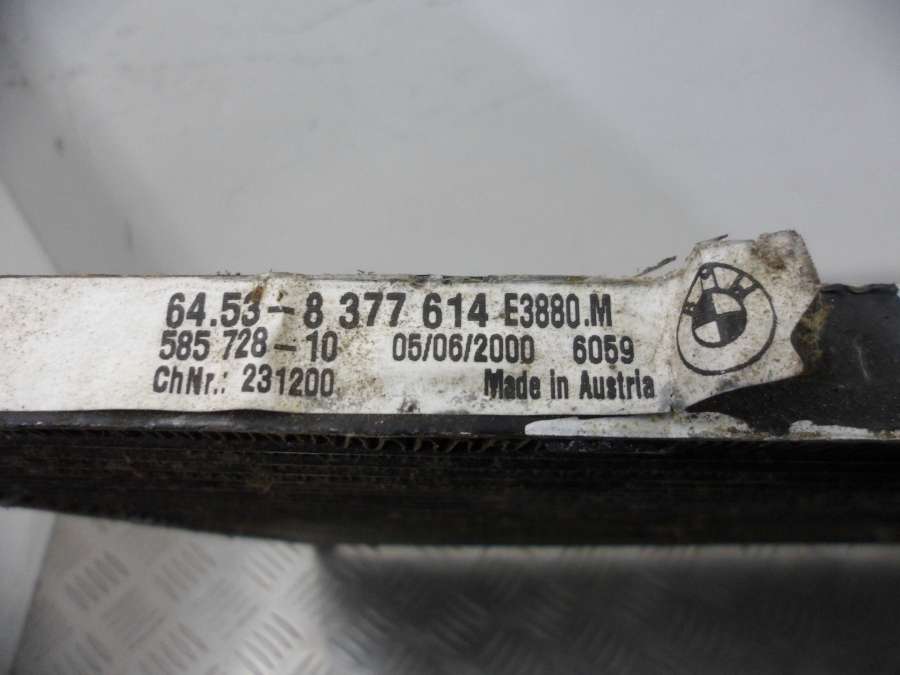 64.53-8 377 614 E3880.M
585 728-10 05/06/2000 6059
ChNr.: 231200 Made in Austria